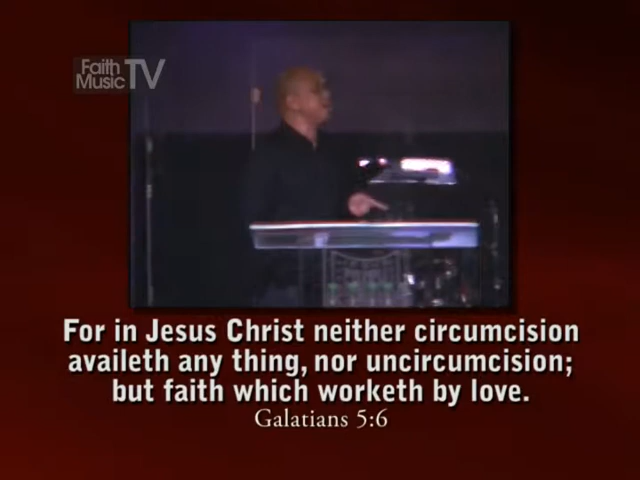 Faith
Music TV
For in Jesus Christ neither circumcision
availeth any thing, nor uncircumcision;
but faith which worketh by love.
Galatians 5:6